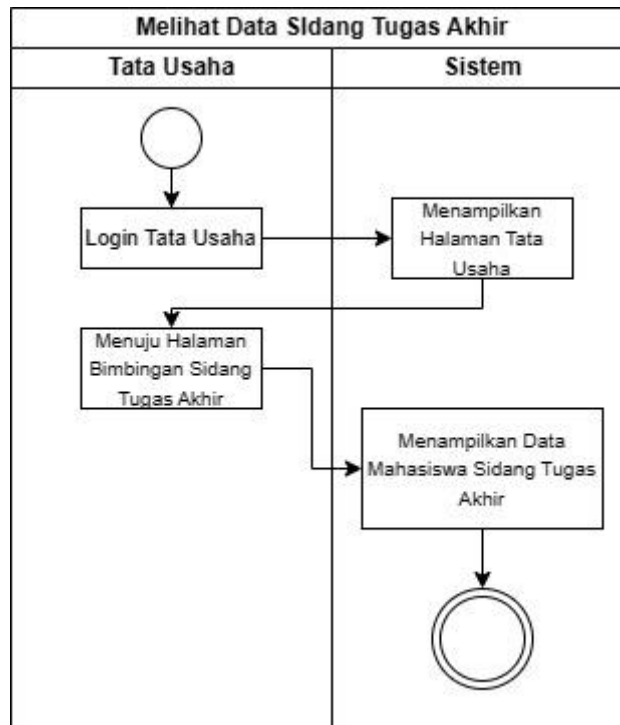 Melihat Data SIdang Tugas Akhir
Tata Usaha
Sistem
Login Tata Usaha
Menampilkan
Halaman Tata
Usaha
Menuju Halaman
Bimbingan Sidang
Tugas Akhir
Menampilkan Data
Mahasiswa Sidang Tugas
Akhir